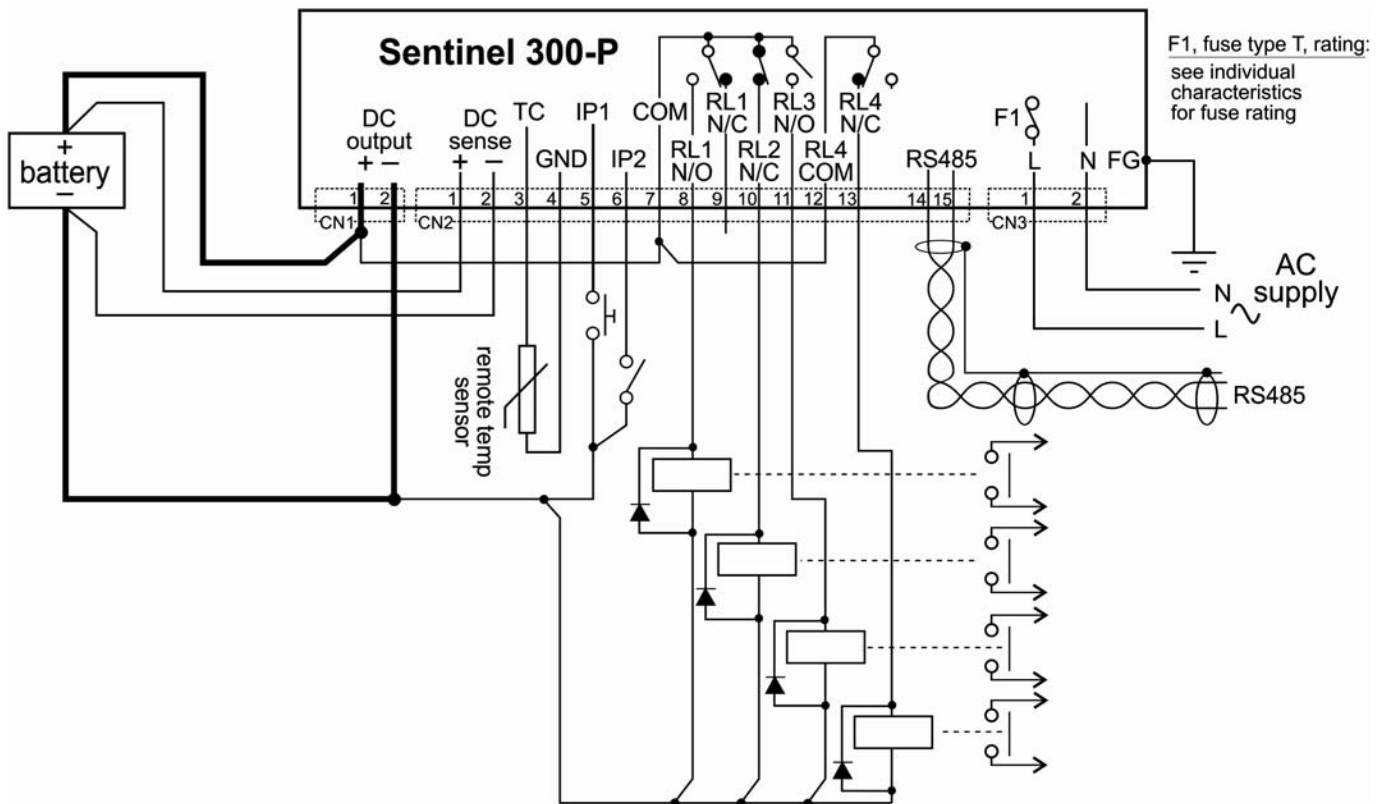 Sentinel 300-P
F1, fuse type T, rating:
see individual
characteristics
for fuse rating
battery
+
−
DC
output
+ −
DC
sense
+ −
TC
GND
IP1
IP2
COM
RL1
N/O
RL1
N/C
RL2
N/C
RL3
N/O
RL4
COM
RL4
N/C
RS485
F1
L
N
FG
1 2
1 2 3 4 5 6 7 8 9 10 11 12 13 14 15
1 2
CN1
CN2
CN3
AC
supply
N
L
RS485
remote temp
sensor